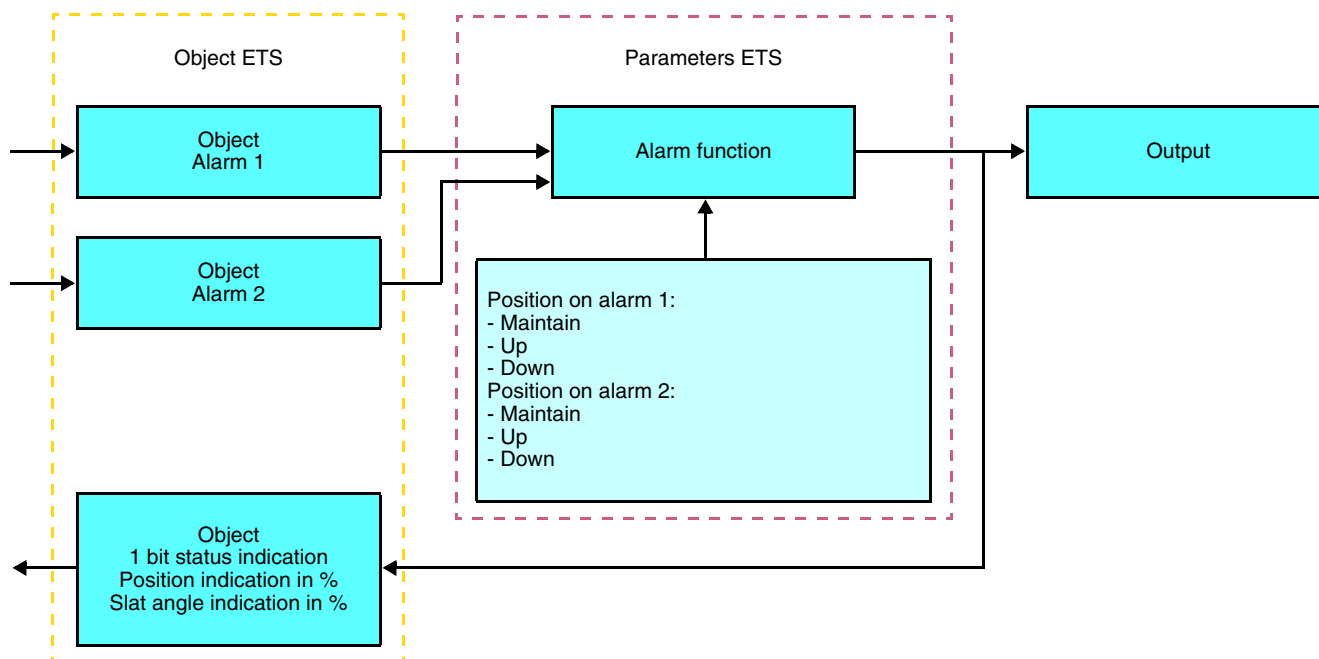 Object ETS
Parameters ETS
Object
Alarm 1
Alarm function
Output
Object
Alarm 2
Position on alarm 1:
- Maintain
- Up
- Down
Position on alarm 2:
- Maintain
- Up
- Down
Object
1 bit status indication
Position indication in %
Slat angle indication in %